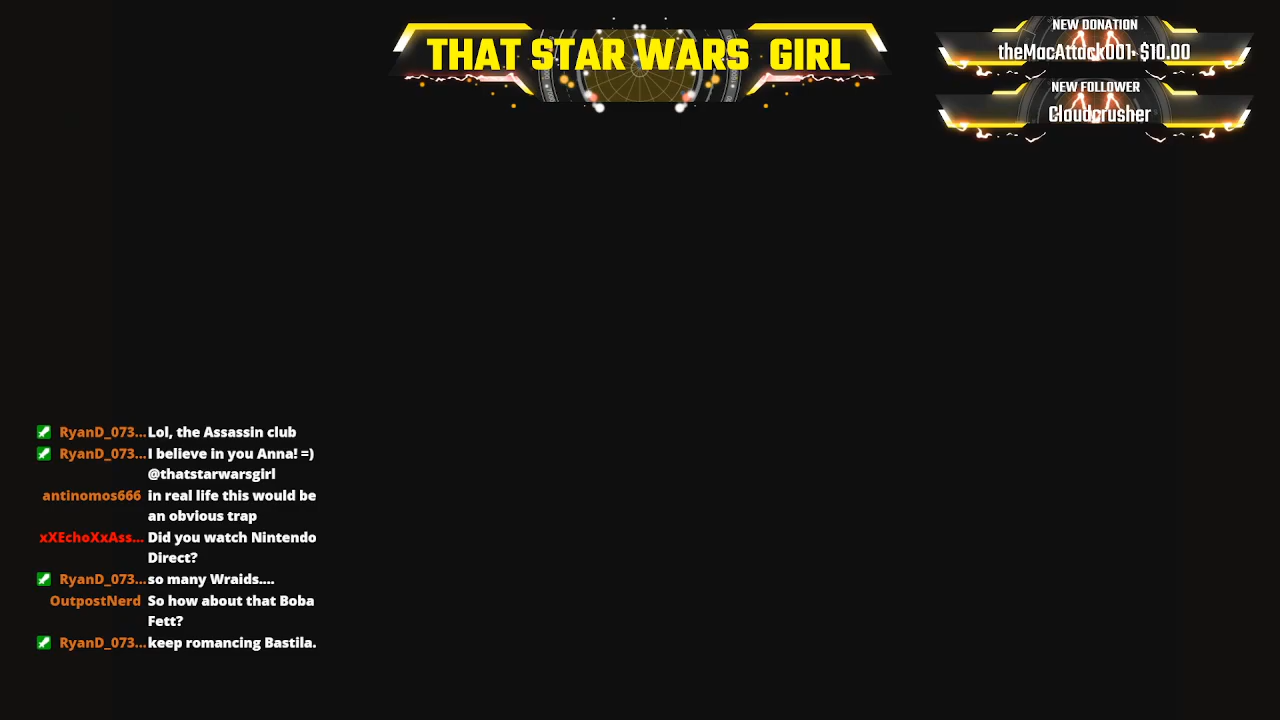 THAT STAR WARS GIRL
NEW DONATION
theMacAttack001: $10.00
NEW FOLLOWER
Cloudcrusher
RyanD_073... Lol, the Assassin club
RyanD_073... I believe in you Anna! =)
@thatstarwarsgirl
antinomos666 in real life this would be
an obvious trap
xXEchoXxAss... Did you watch Nintendo
Direct?
RyanD_073... so many Wraids....
OutpostNerd So how about that Boba
Fett?
RyanD_073... keep romancing Bastila.